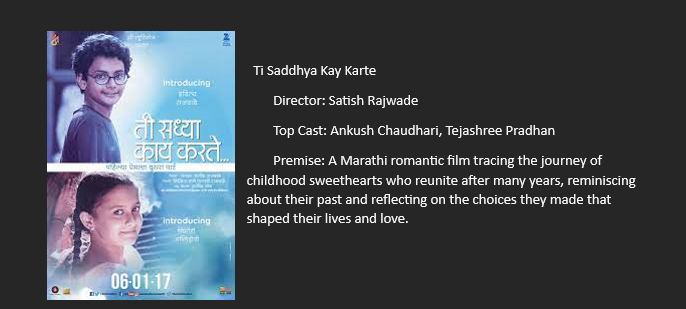 introducing
ती सध्या
काय करते...
introducing
06-01-17
Ti Saddhya Kay Karte
Director: Satish Rajwade
Top Cast: Ankush Chaudhari, Tejashree Pradhan
Premise: A Marathi romantic film tracing the journey of
childhood sweethearts who reunite after many years, reminiscing
about their past and reflecting on the choices they made that
shaped their lives and love.